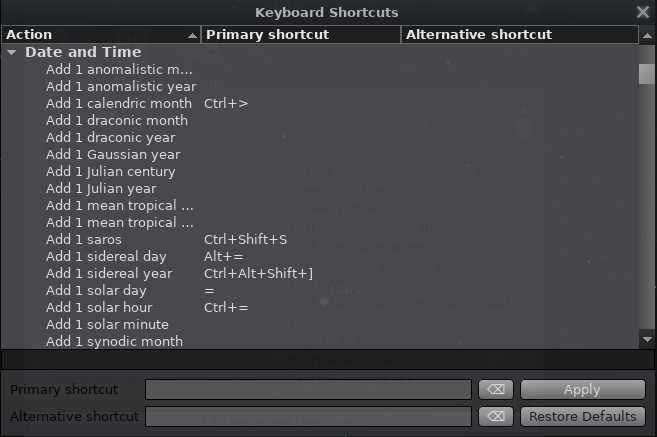 Keyboard Shortcuts
Action Primary shortcut Alternative shortcut
Date and Time
Add 1 anomalistic m...
Add 1 anomalistic year
Add 1 calendric month Ctrl+>
Add 1 draconic month
Add 1 draconic year
Add 1 Gaussian year
Add 1 Julian century
Add 1 Julian year
Add 1 mean tropical ...
Add 1 mean tropical ...
Add 1 saros Ctrl+Shift+S
Add 1 sidereal day Alt+=
Add 1 sidereal year Ctrl+Alt+Shift+]
Add 1 solar day =
Add 1 solar hour Ctrl+=
Add 1 solar minute
Add 1 synodic month
Primary shortcut Apply
Alternative shortcut Restore Defaults